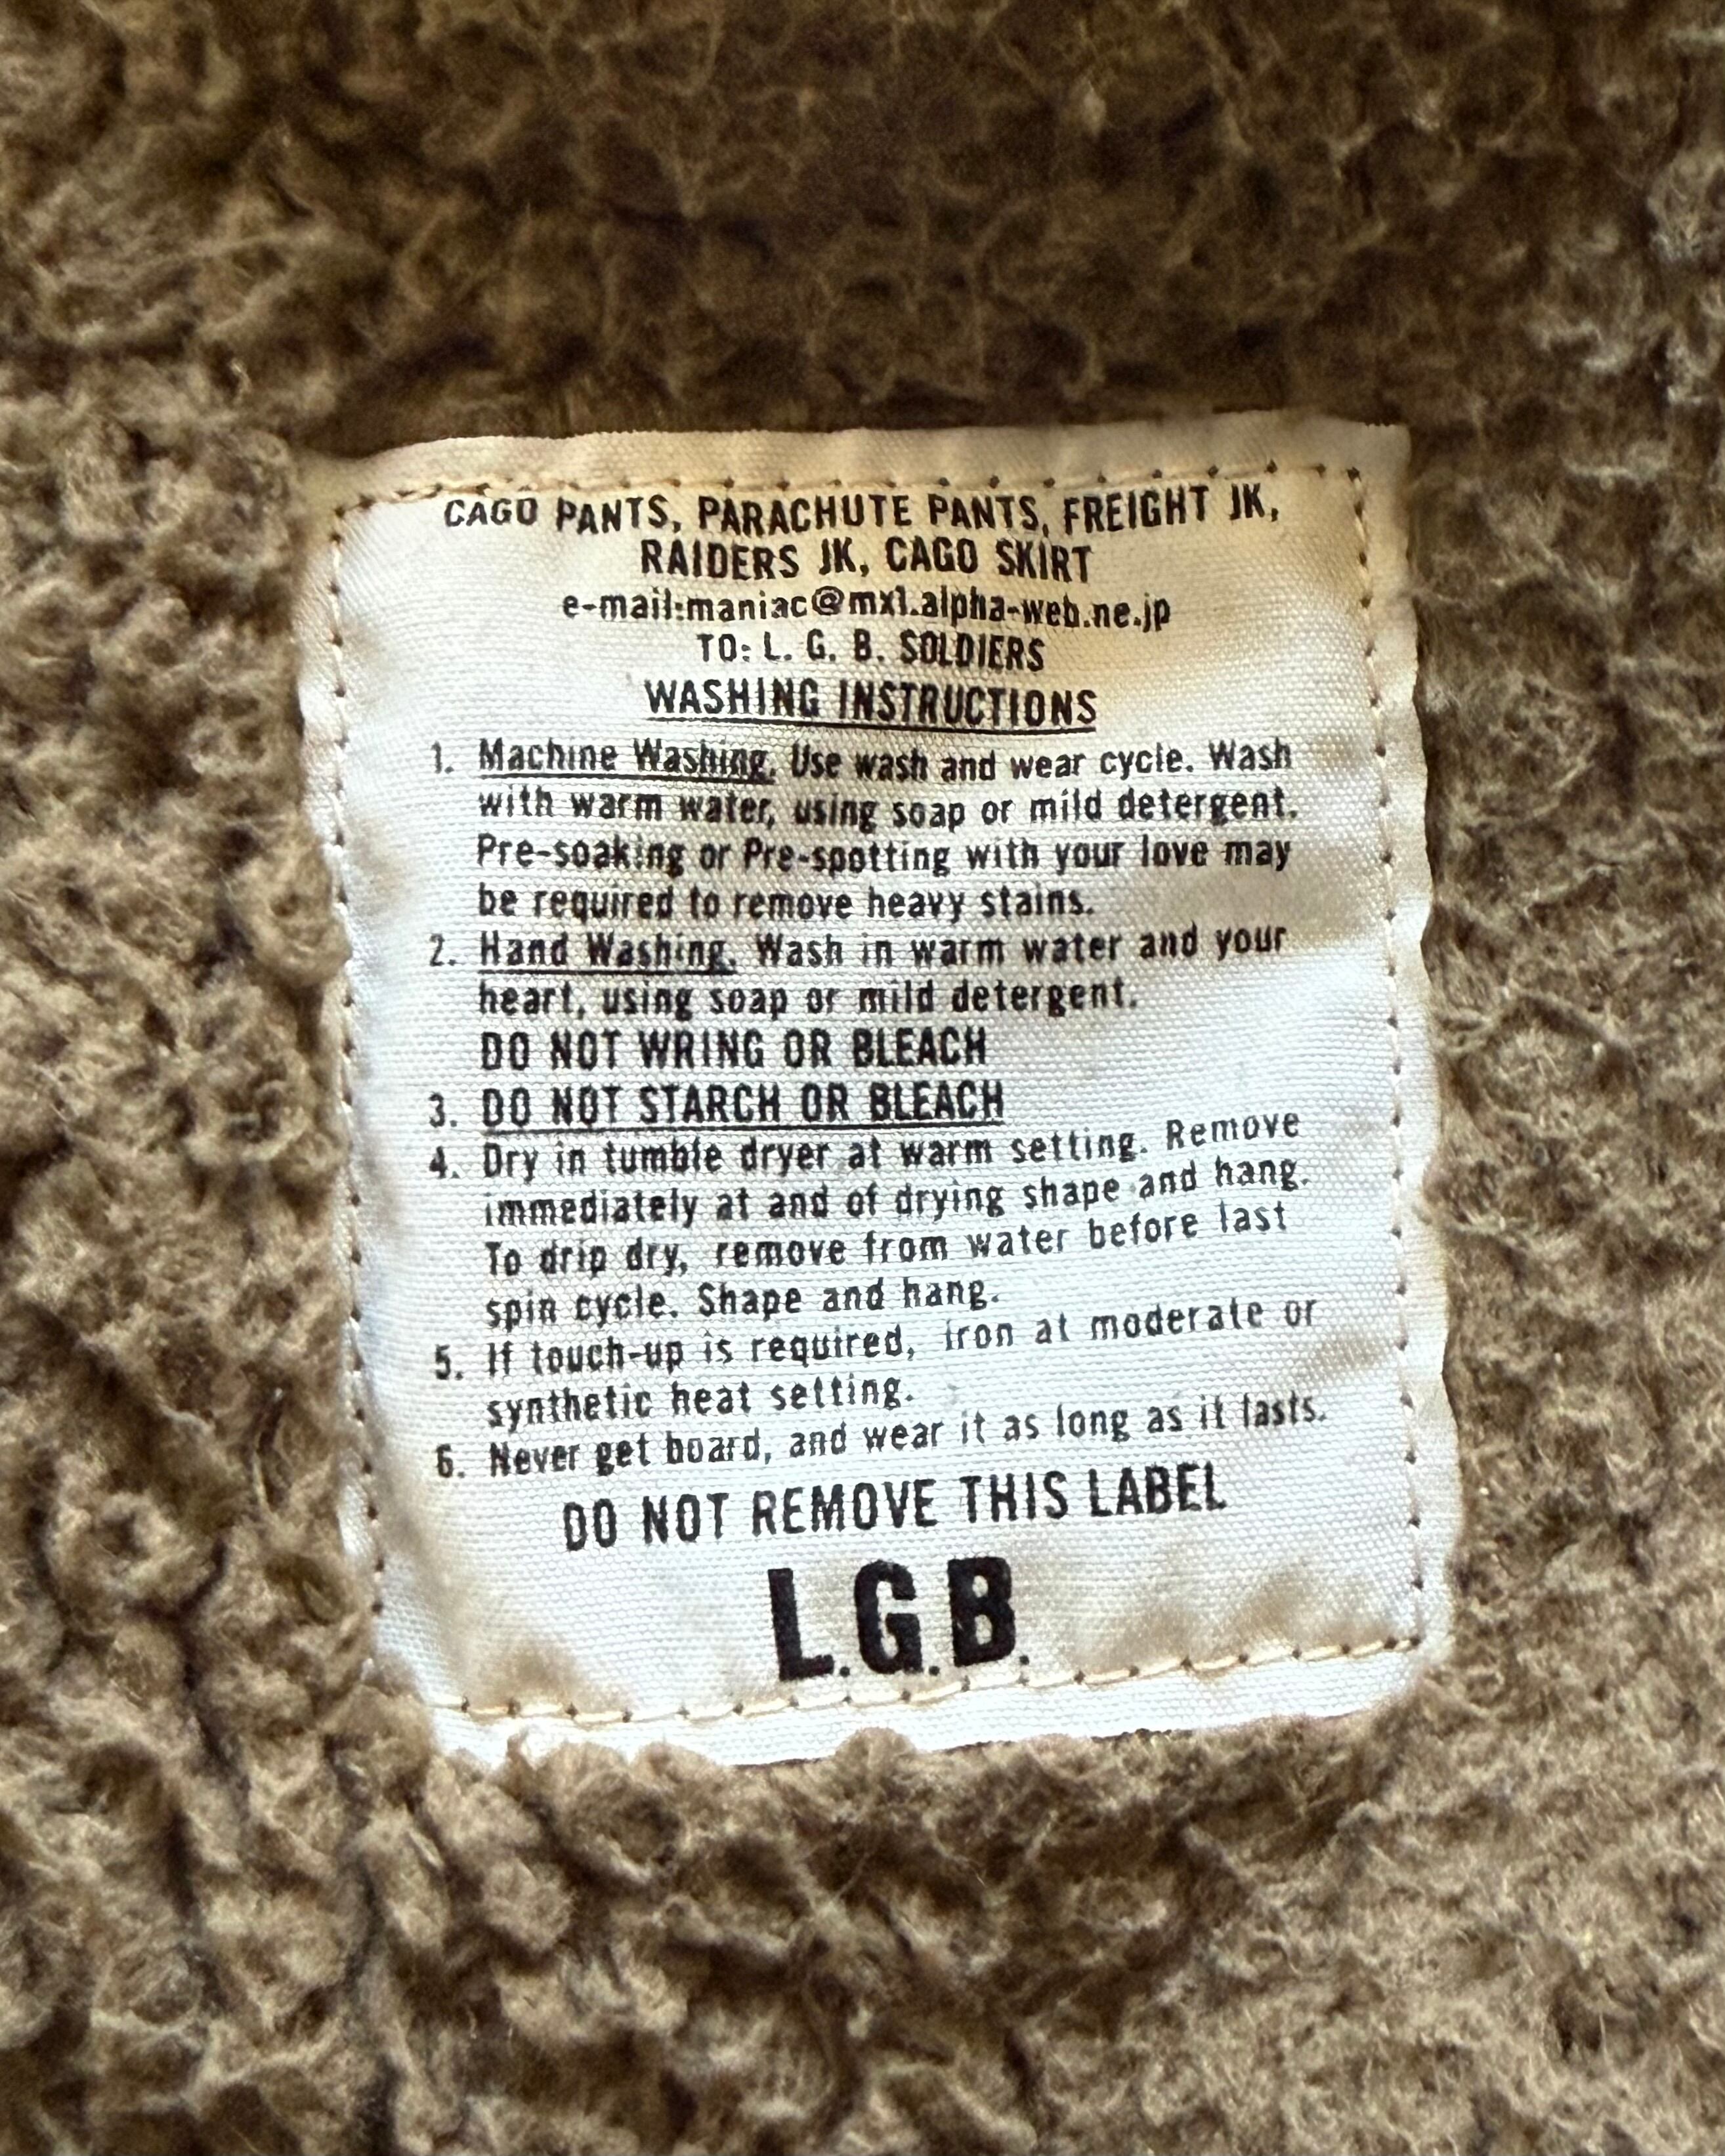 CAGO PANTS, PARACHUTE PANTS, FREIGHT JK,
RAIDERS JK, CAGO SKIRT
e-mail:maniac@mx1.alpha-web.ne.jp
TO: L. G. B. SOLDIERS
WASHING INSTRUCTIONS
1. Machine Washing. Use wash and wear cycle. Wash
with warm water, using soap or mild detergent.
Pre-soaking or Pre-spotting with your love may
be required to remove heavy stains.
2. Hand Washing. Wash in warm water and your
heart, using soap or mild detergent.
DO NOT WRING OR BLEACH
3. DO NOT STARCH OR BLEACH
4. Dry in tumble dryer at warm setting. Remove
immediately at and of drying shape and hang.
To drip dry, remove from water before last
spin cycle. Shape and hang.
5. If touch-up is required, iron at moderate or
synthetic heat setting.
6. Never get board, and wear it as long as it lasts.
DO NOT REMOVE THIS LABEL
L.G.B.